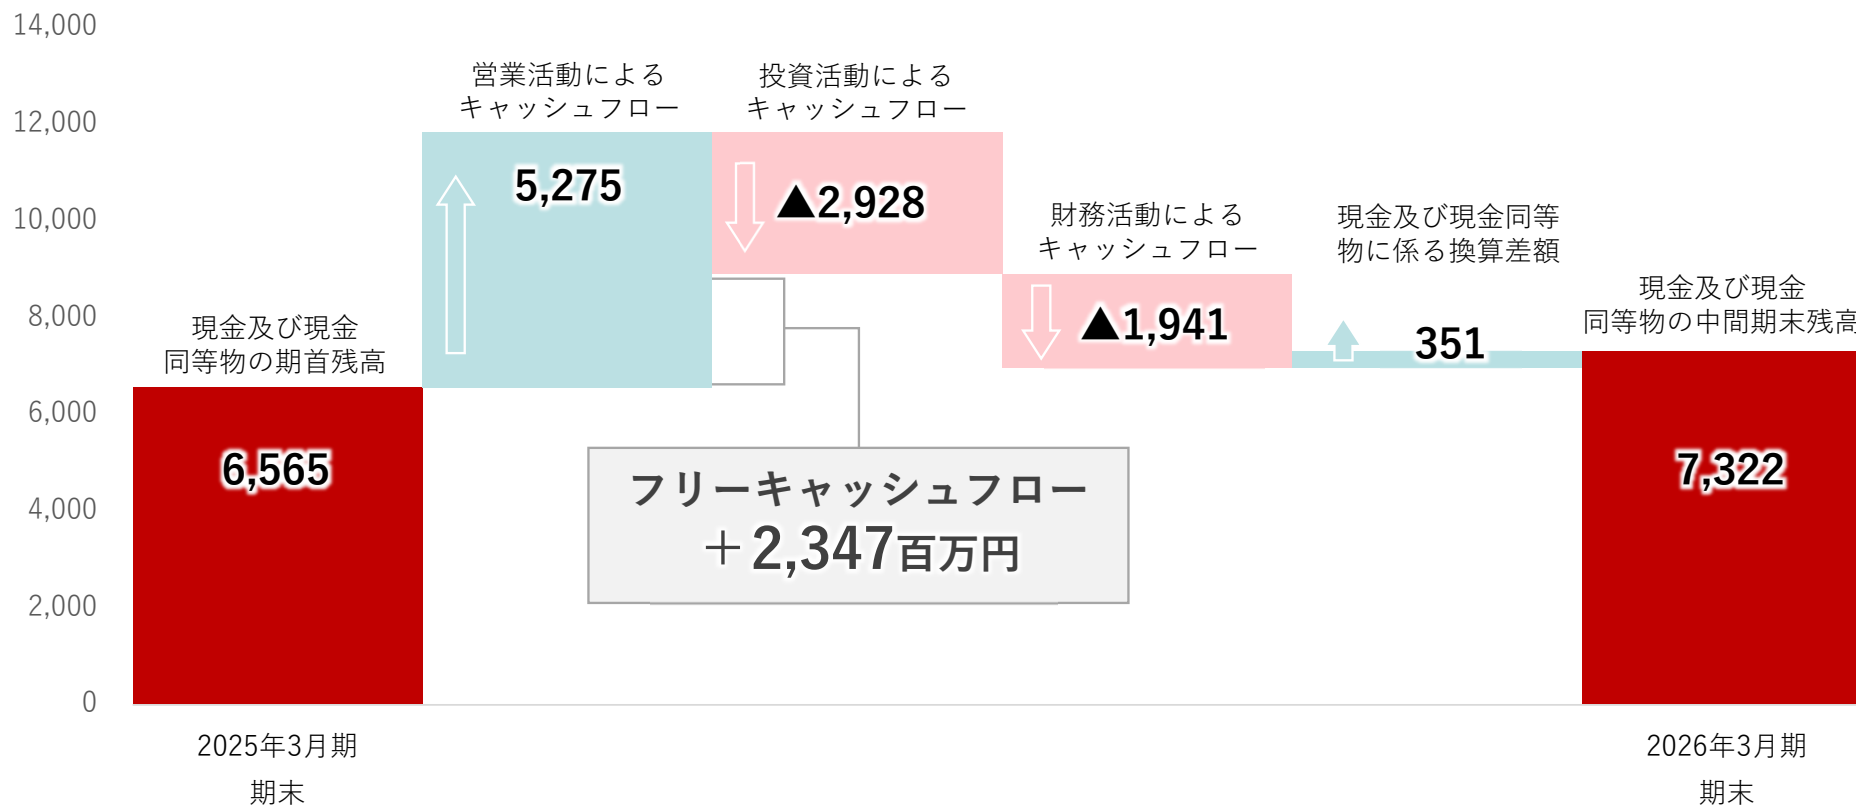 14,000
12,000
10,000
8,000
6,000
4,000
2,000
0
現金及び現金
同等物の期首残高
6,565
営業活動による
キャッシュフロー
5,275
投資活動による
キャッシュフロー
▲2,928
財務活動による
キャッシュフロー
▲1,941
現金及び現金同等
物に係る換算差額
351
現金及び現金
同等物の中間期末残高
7,322
フリーキャッシュフロー
＋2,347百万円
2025年3月期
期末
2026年3月期
期末